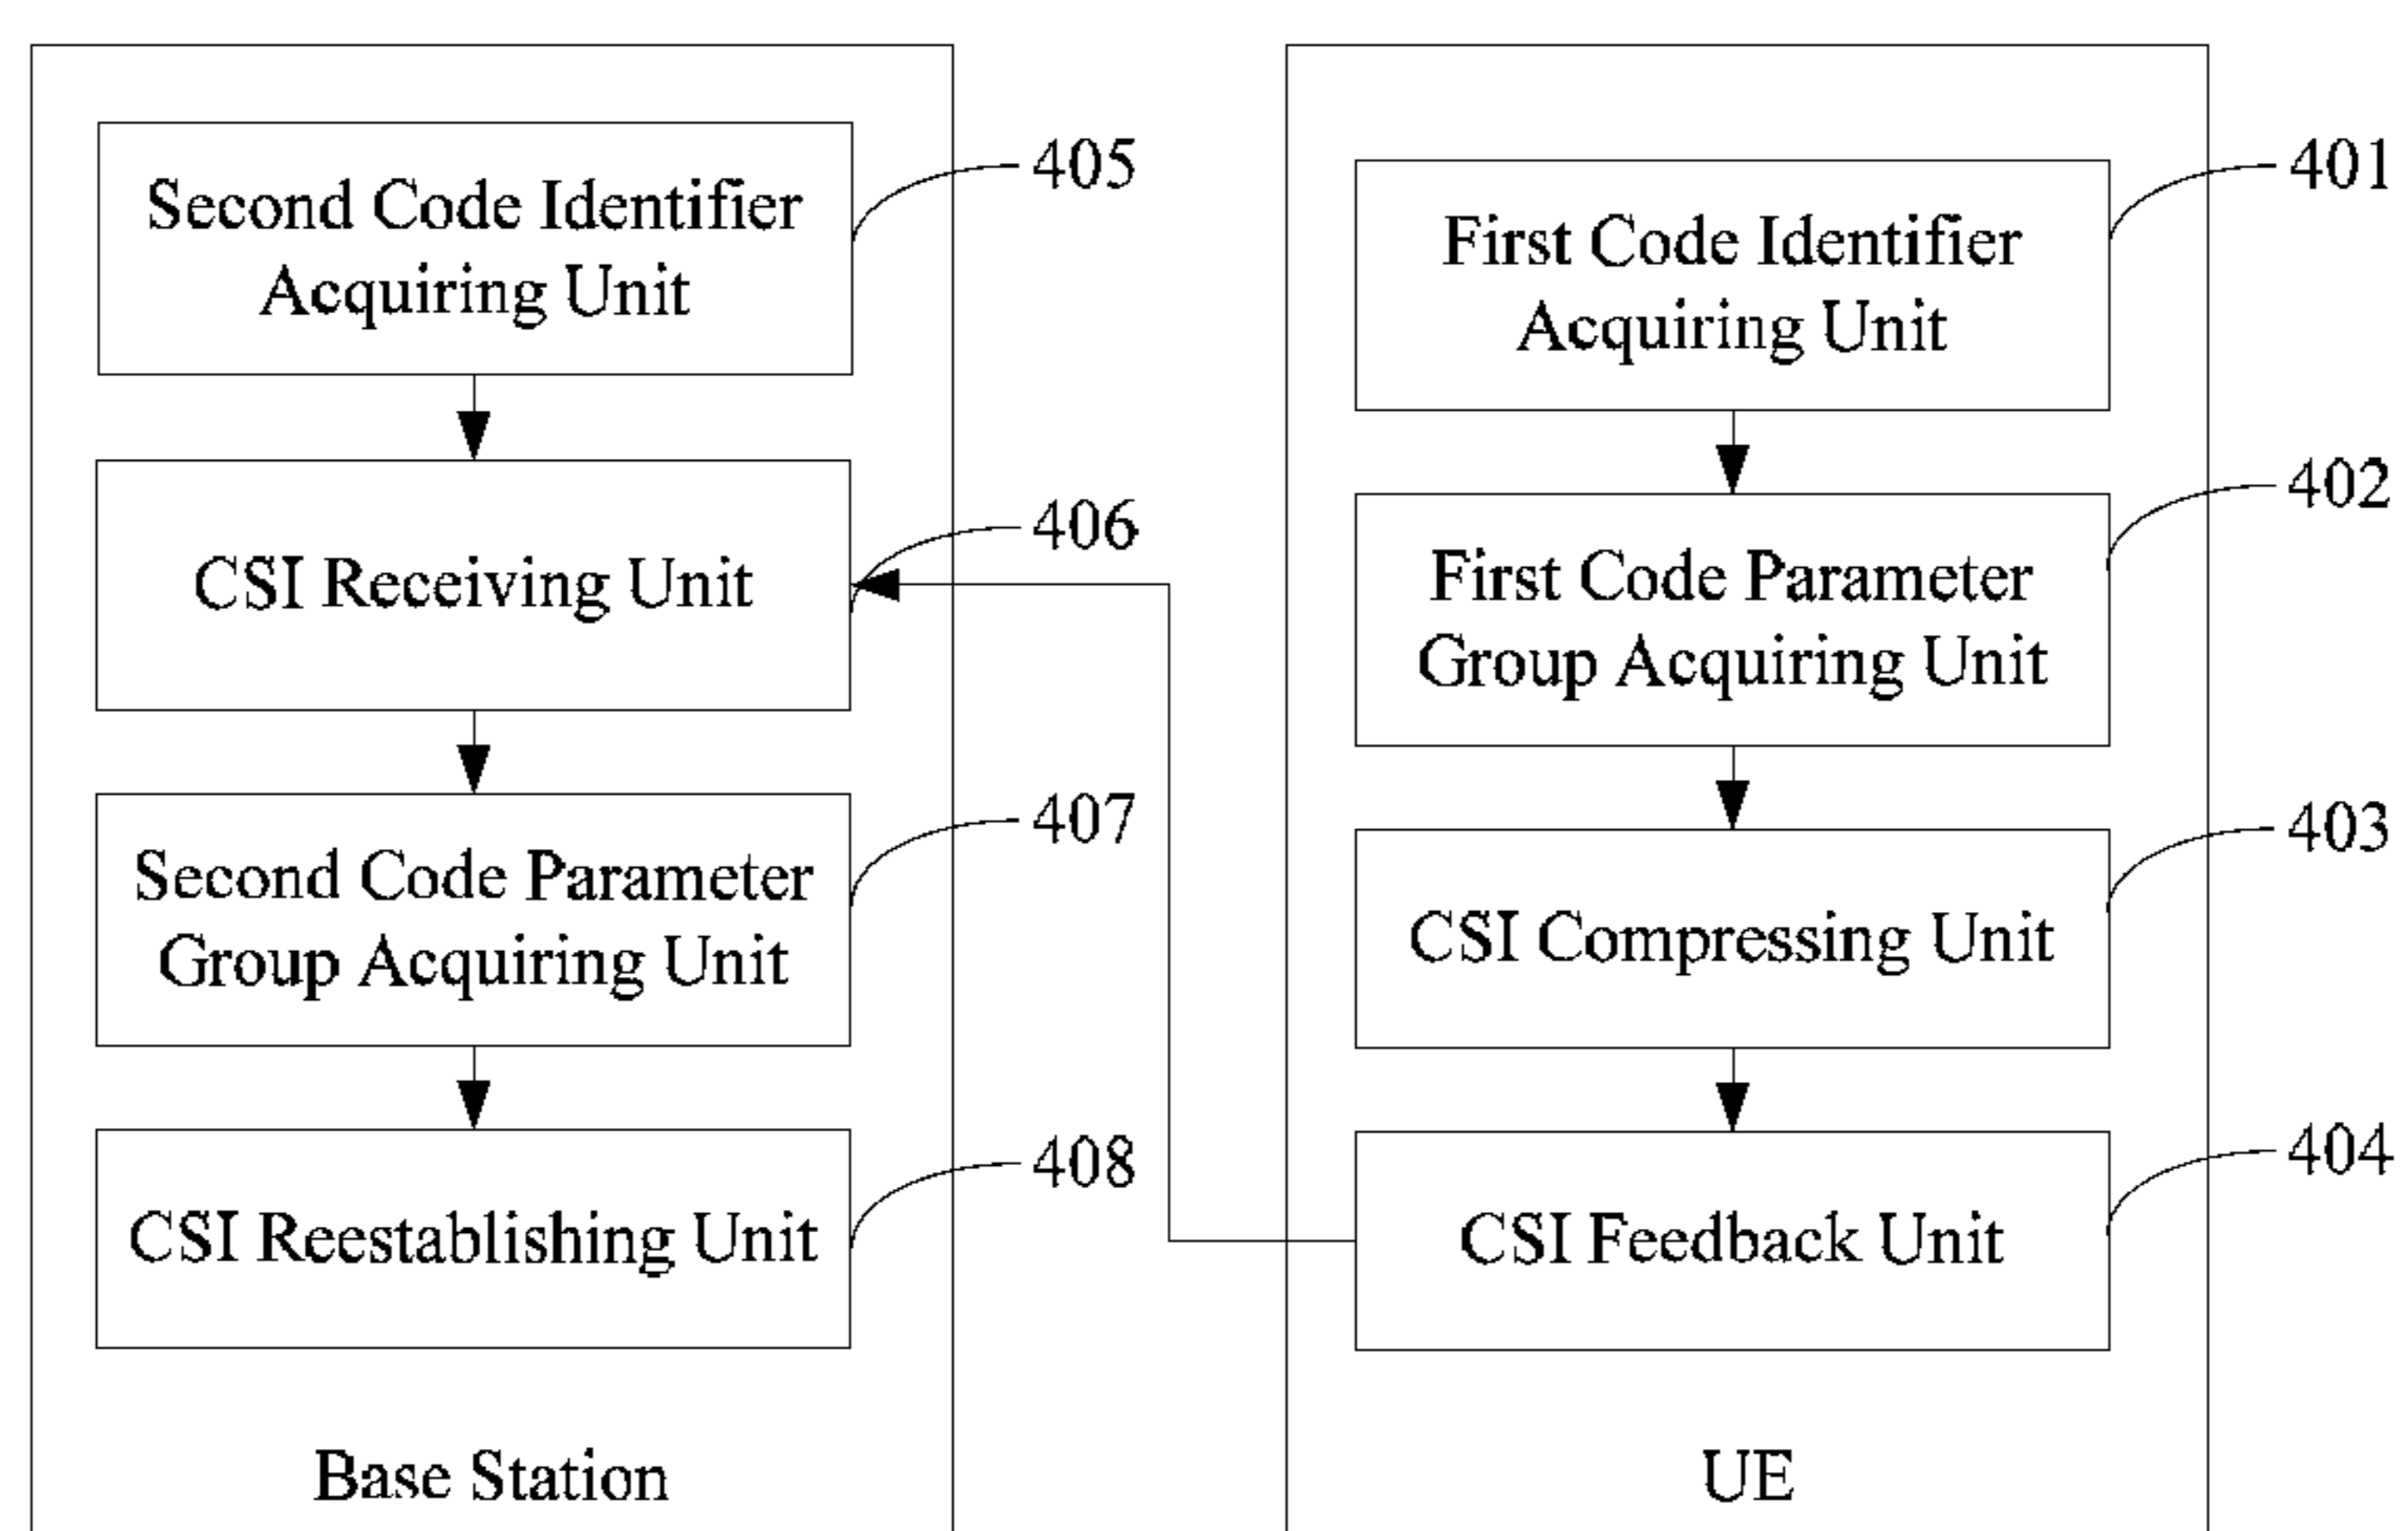 Second Code Identifier
Acquiring Unit
405
CSI Receiving Unit
406
Second Code Parameter
Group Acquiring Unit
407
CSI Reestablishing Unit
408
Base Station
First Code Identifier
Acquiring Unit
401
First Code Parameter
Group Acquiring Unit
402
CSI Compressing Unit
403
CSI Feedback Unit
404
UE